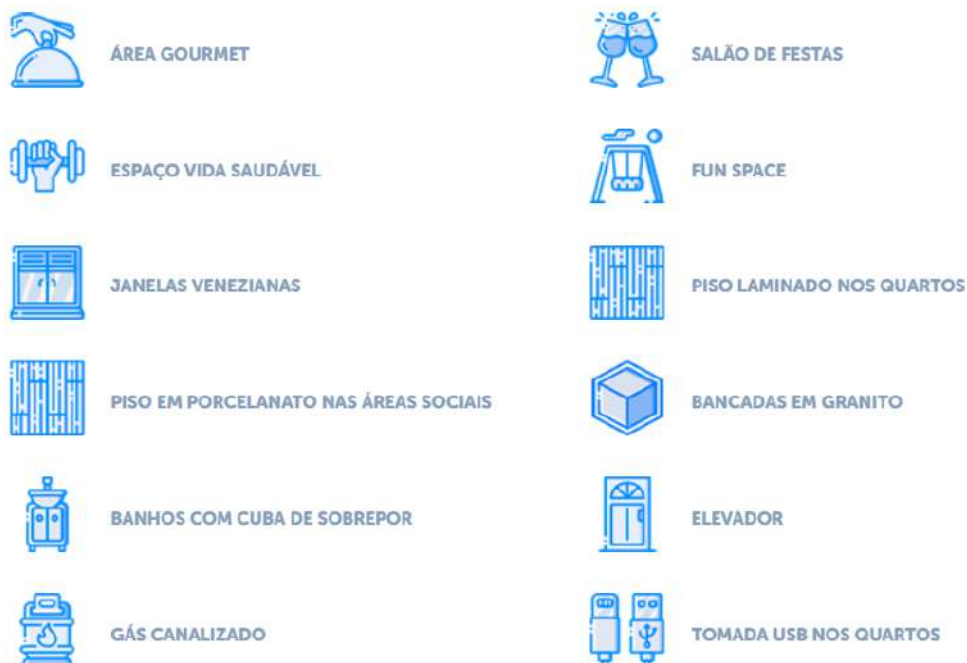 ÁREA GOURMET
SALÃO DE FESTAS
ESPAÇO VIDA SAUDÁVEL
FUN SPACE
JANELAS VENEZIANAS
PISO LAMINADO NOS QUARTOS
PISO EM PORCELANATO NAS ÁREAS SOCIAIS
BANCADAS EM GRANITO
BANHOS COM CUBA DE SOBREPOR
ELEVADOR
GÁS CANALIZADO
TOMADA USB NOS QUARTOS